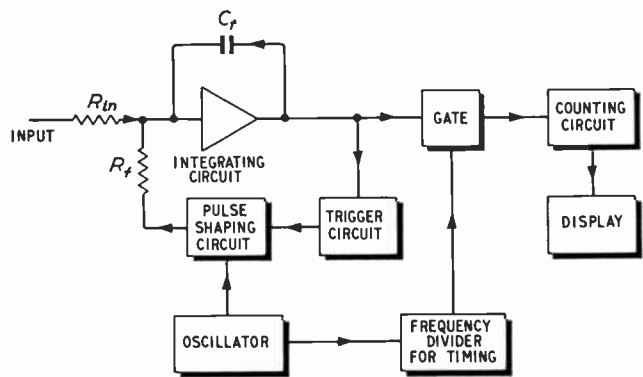 Cf
Rin
INPUT
Rf
INTEGRATING
CIRCUIT
GATE
COUNTING
CIRCUIT
PULSE
SHAPING
CIRCUIT
TRIGGER
CIRCUIT
DISPLAY
OSCILLATOR
FREQUENCY
DIVIDER
FOR TIMING